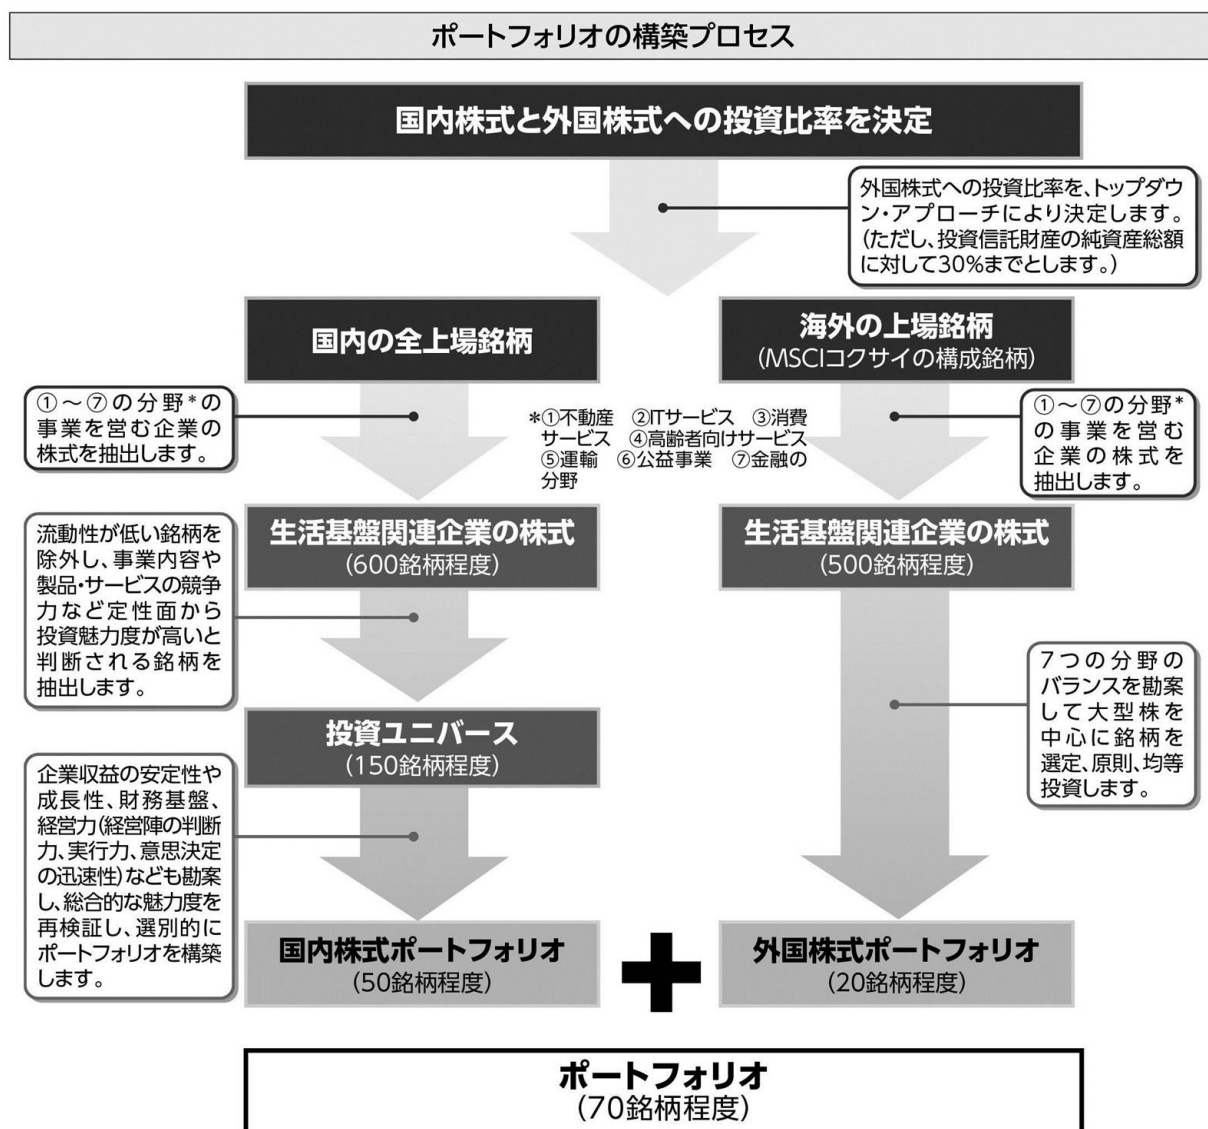 ポートフォリオの構築プロセス
国内株式と外国株式への投資比率を決定
外国株式への投資比率を、トップダウ
ン・アプローチにより決定します。
(ただし、投資信託財産の純資産総額
に対して30%までとします。)
国内の全上場銘柄
海外の上場銘柄
(MSCIコクサイの構成銘柄)
①~⑦の分野*の
事業を営む企業の
株式を抽出します。
*①不動産 ②ITサービス ③消費
サービス ④高齢者向けサービス
⑤運輸 ⑥公益事業 ⑦金融の
分野
①~⑦の分野*
の事業を営む
企業の株式を
抽出します。
生活基盤関連企業の株式
(600銘柄程度)
生活基盤関連企業の株式
(500銘柄程度)
流動性が低い銘柄を
除外し、事業内容や
製品・サービスの競争
力など定性面から
投資魅力度が高いと
判断される銘柄を
抽出します。
7つの分野の
バランスを勘案
して大型株を
中心に銘柄を
選定、原則、均等
投資します。
投資ユニバース
(150銘柄程度)
企業収益の安定性や
成長性、財務基盤、
経営力(経営陣の判断
力、実行力、意思決定
の迅速性)なども勘案
し、総合的な魅力度を
再検証し、選別的に
ポートフォリオを構築
します。
国内株式ポートフォリオ
(50銘柄程度)
+
外国株式ポートフォリオ
(20銘柄程度)
ポートフォリオ
(70銘柄程度)